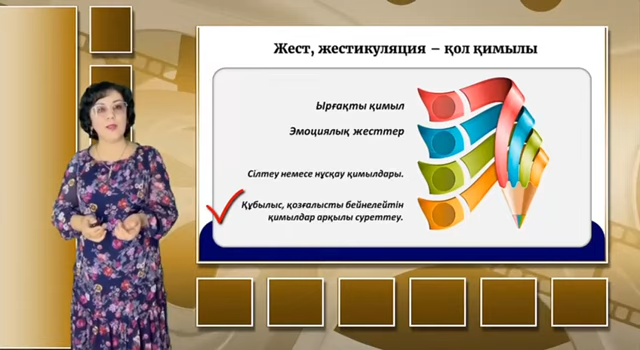 Жест, жестикуляция – қол қимылы
Ырғақты қимыл
Эмоциялық жесттер
Сілтеу немесе нұсқау қимылдары.
Құбылыс, қозғалысты бейнелейтін
қимылдар арқылы суреттеу.